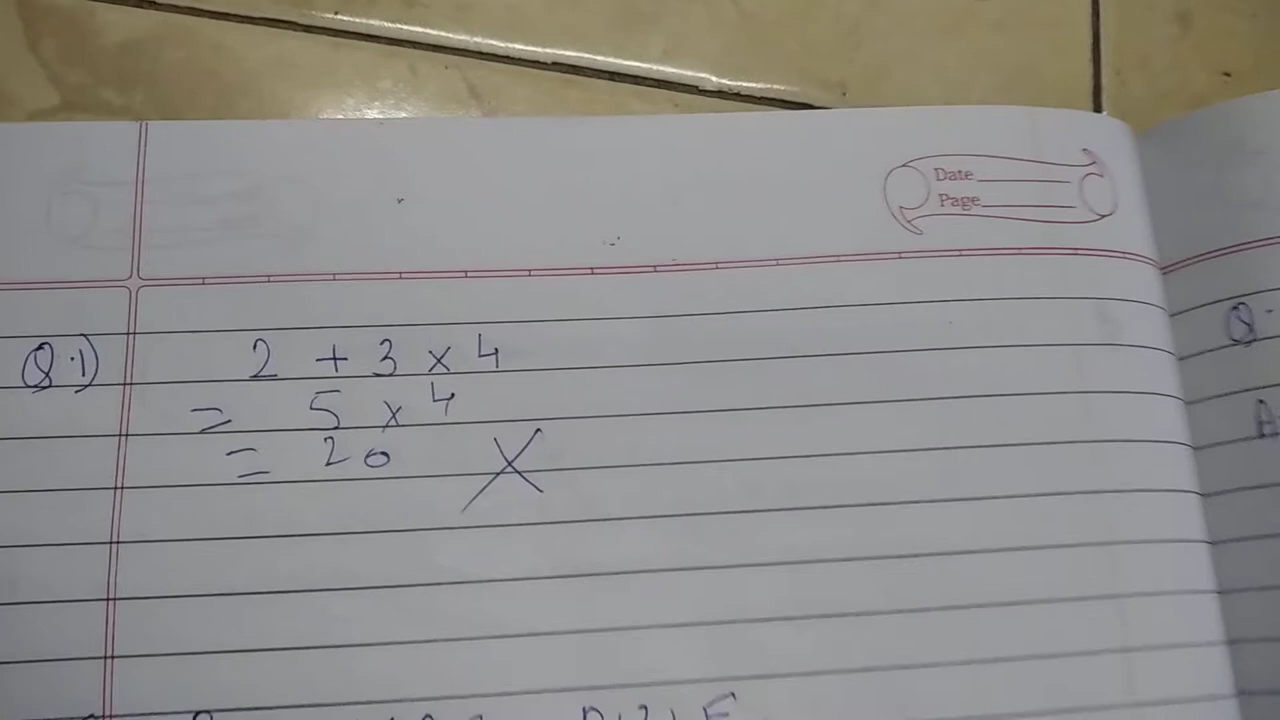 Date
Page
Q.1) 2 + 3 x 4
= 5 x 4
= 20 X
Q.
A